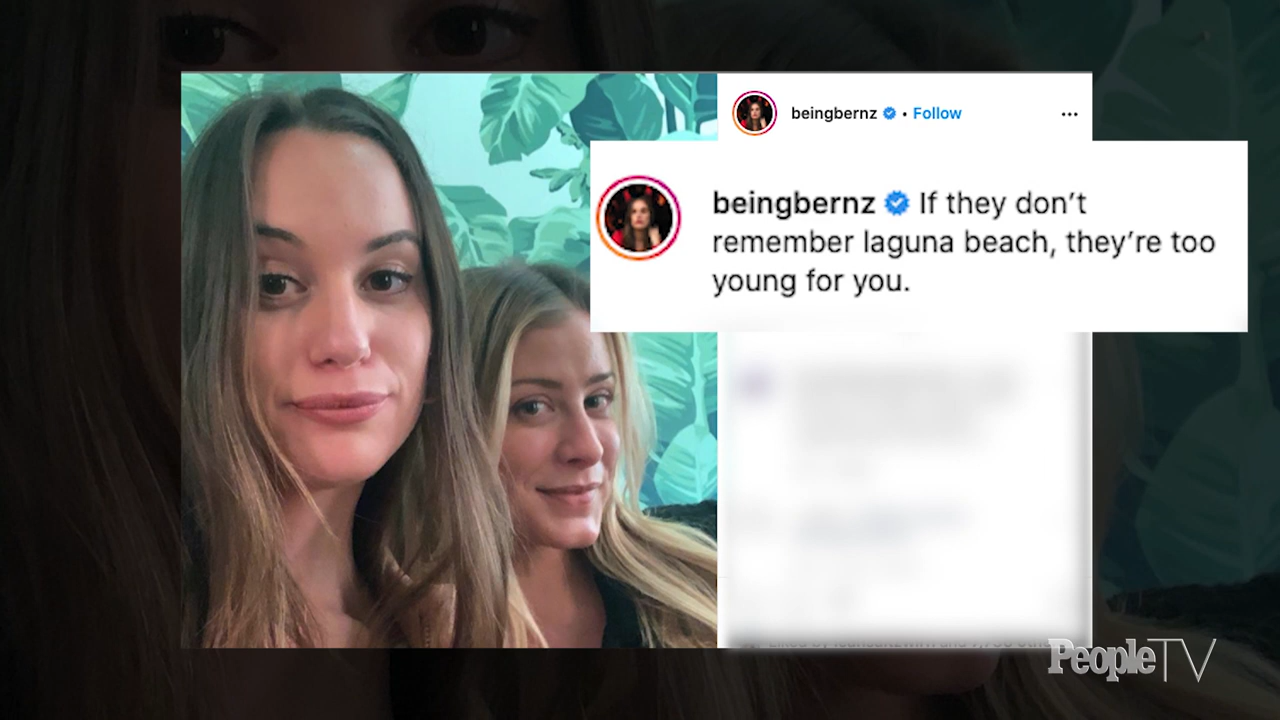 beingbernz • Follow
beingbernz If they don't
remember laguna beach, they're too
young for you.
PeopleTV